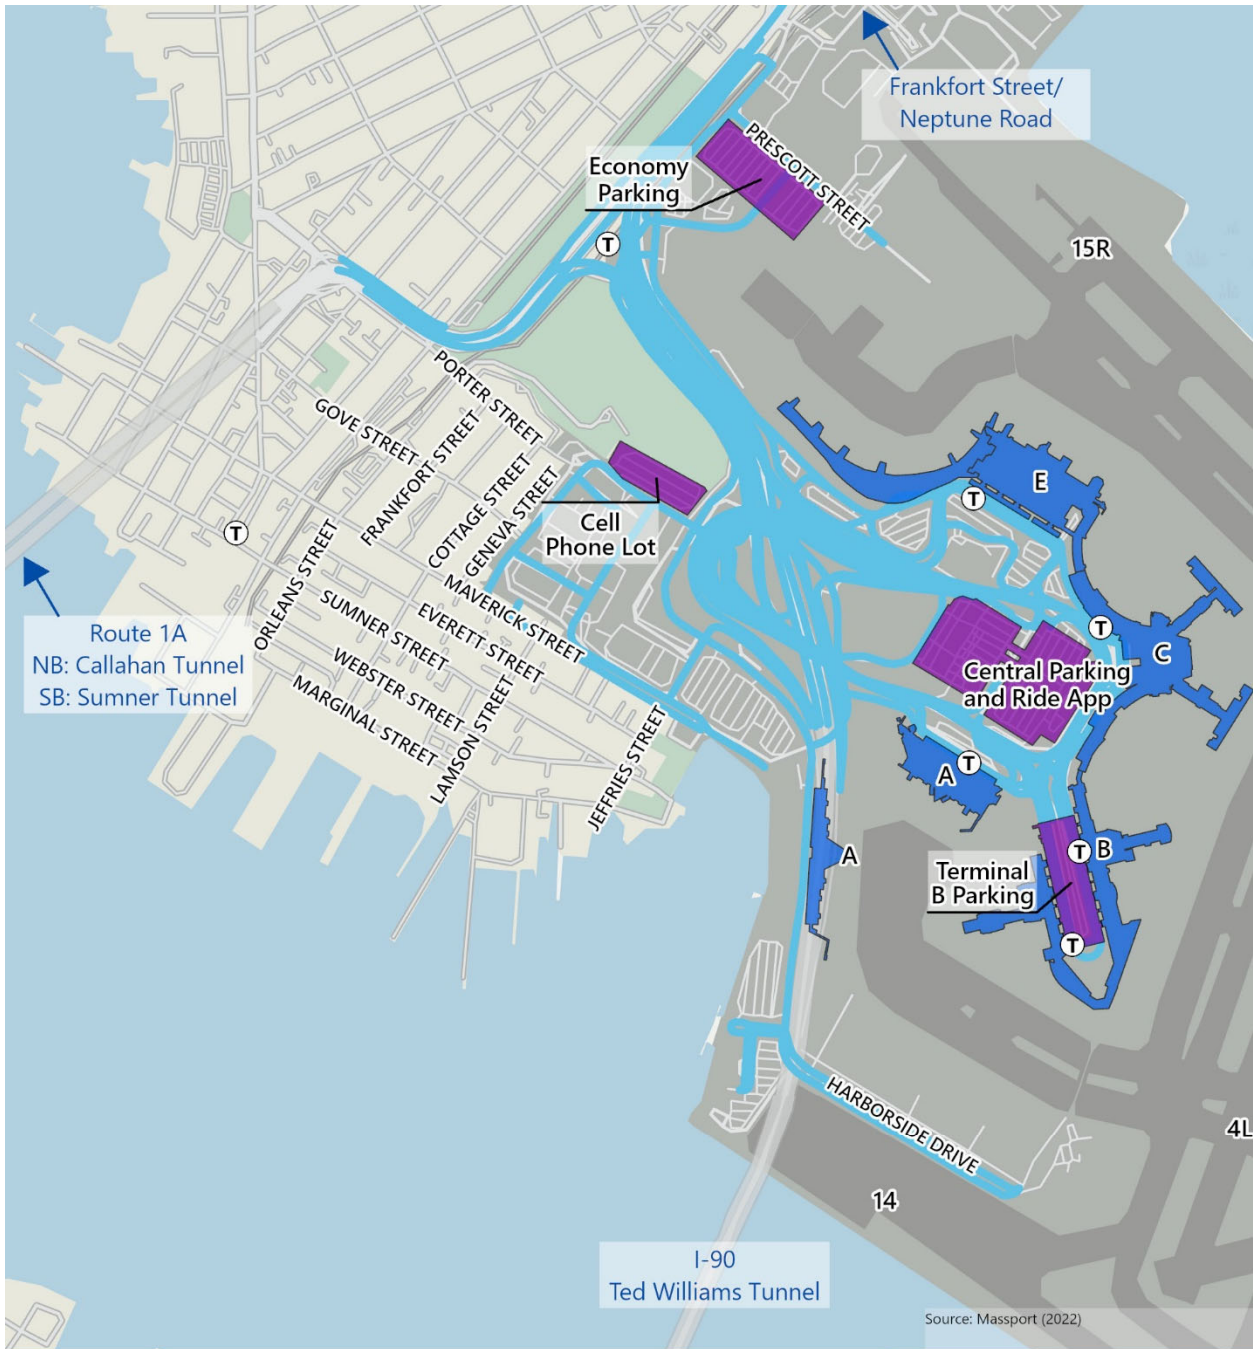 Frankfort Street/
Neptune Road
PRESCOTT STREET
Economy
Parking
T
15R
PORTER STREET
GOVE STREET
FRANKFORT STREET
COTTAGE STREET
GENEVA STREET
Cell
Phone Lot
E
T
T
ORLEANS STREET
MAVERICK STREET
SUMNER STREET
EVERETT STREET
WEBSTER STREET
MARGINAL STREET
LAMSON STREET
JEFFRIES STREET
Route 1A
NB: Callahan Tunnel
SB: Sumner Tunnel
T
C
Central Parking
and Ride App
A
T
A
T
B
Terminal
B Parking
T
HARBORSIDE DRIVE
4L
14
I-90
Ted Williams Tunnel
Source: Massport (2022)